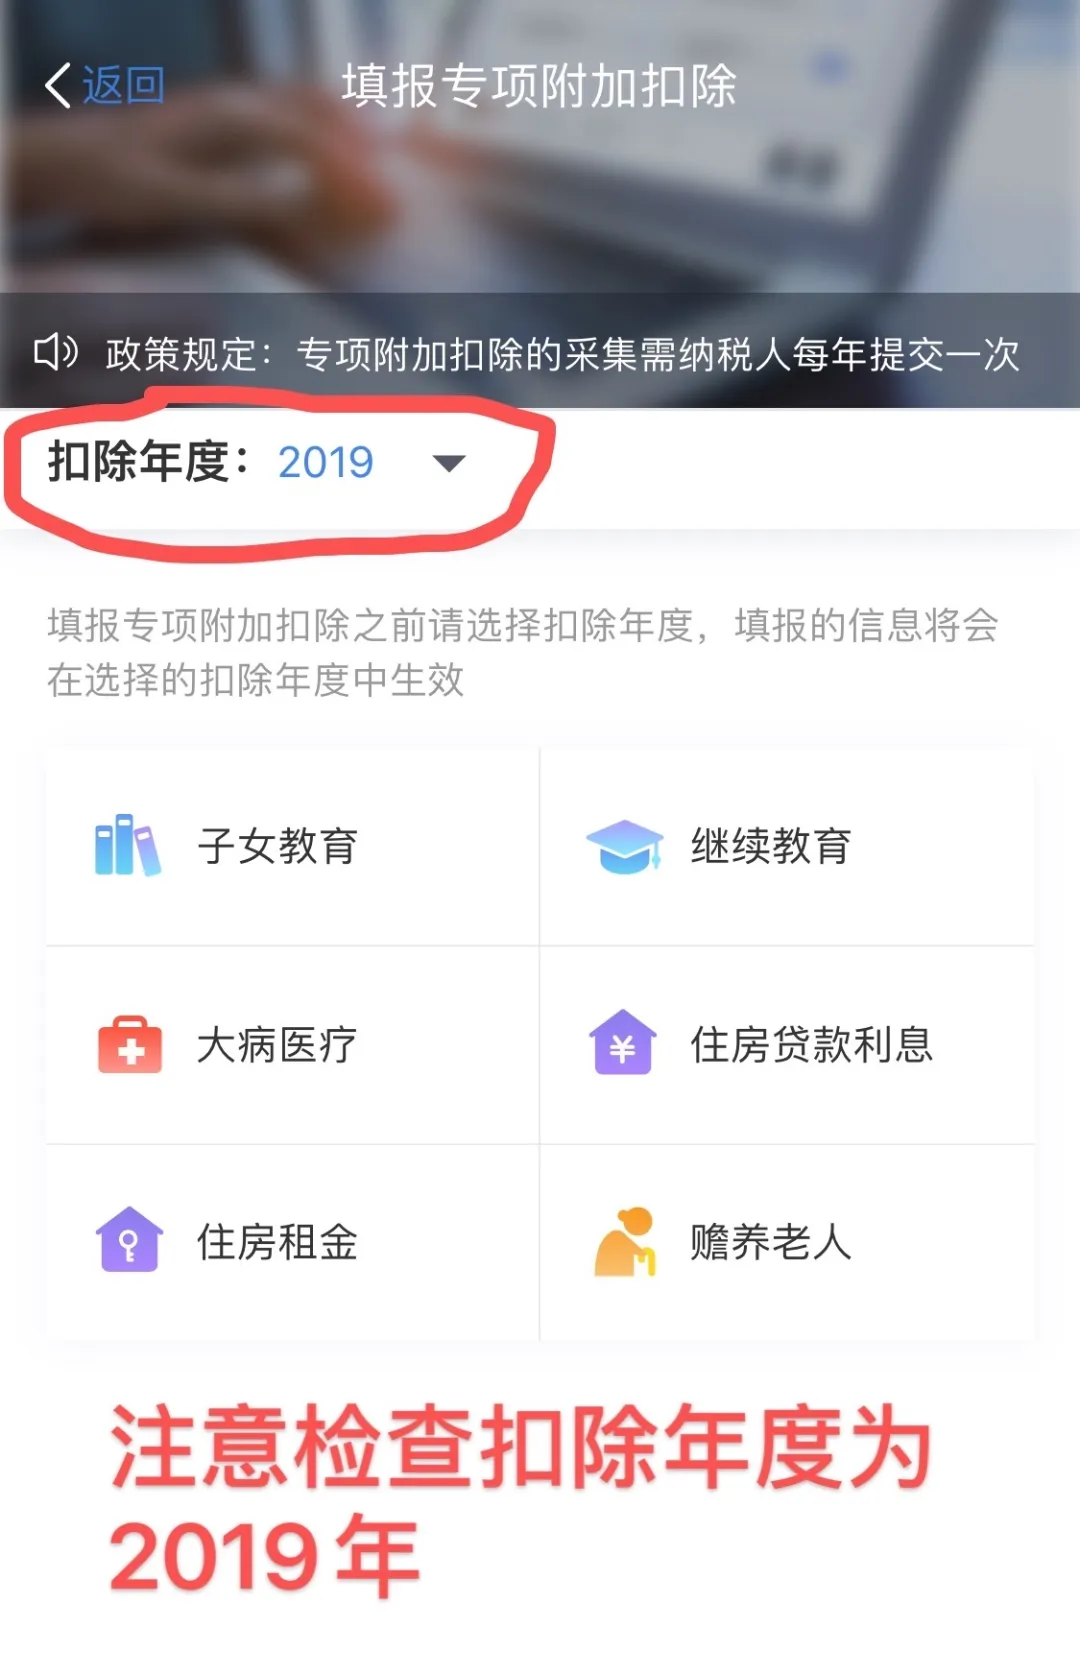 返回
填报专项附加扣除
政策规定：专项附加扣除的采集需纳税人每年提交一次
扣除年度：2019
填报专项附加扣除之前请选择扣除年度，填报的信息将会
在选择的扣除年度中生效
子女教育
继续教育
大病医疗
住房贷款利息
住房租金
赡养老人
注意检查扣除年度为
2019年